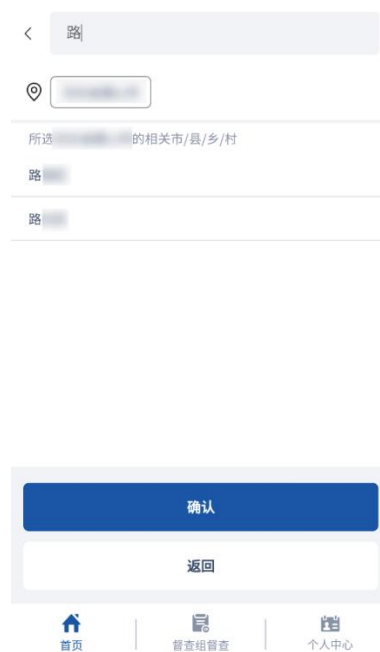 路
所选的相关市/县/乡/村
路
路
确认
返回
首页
督查组督查
个人中心